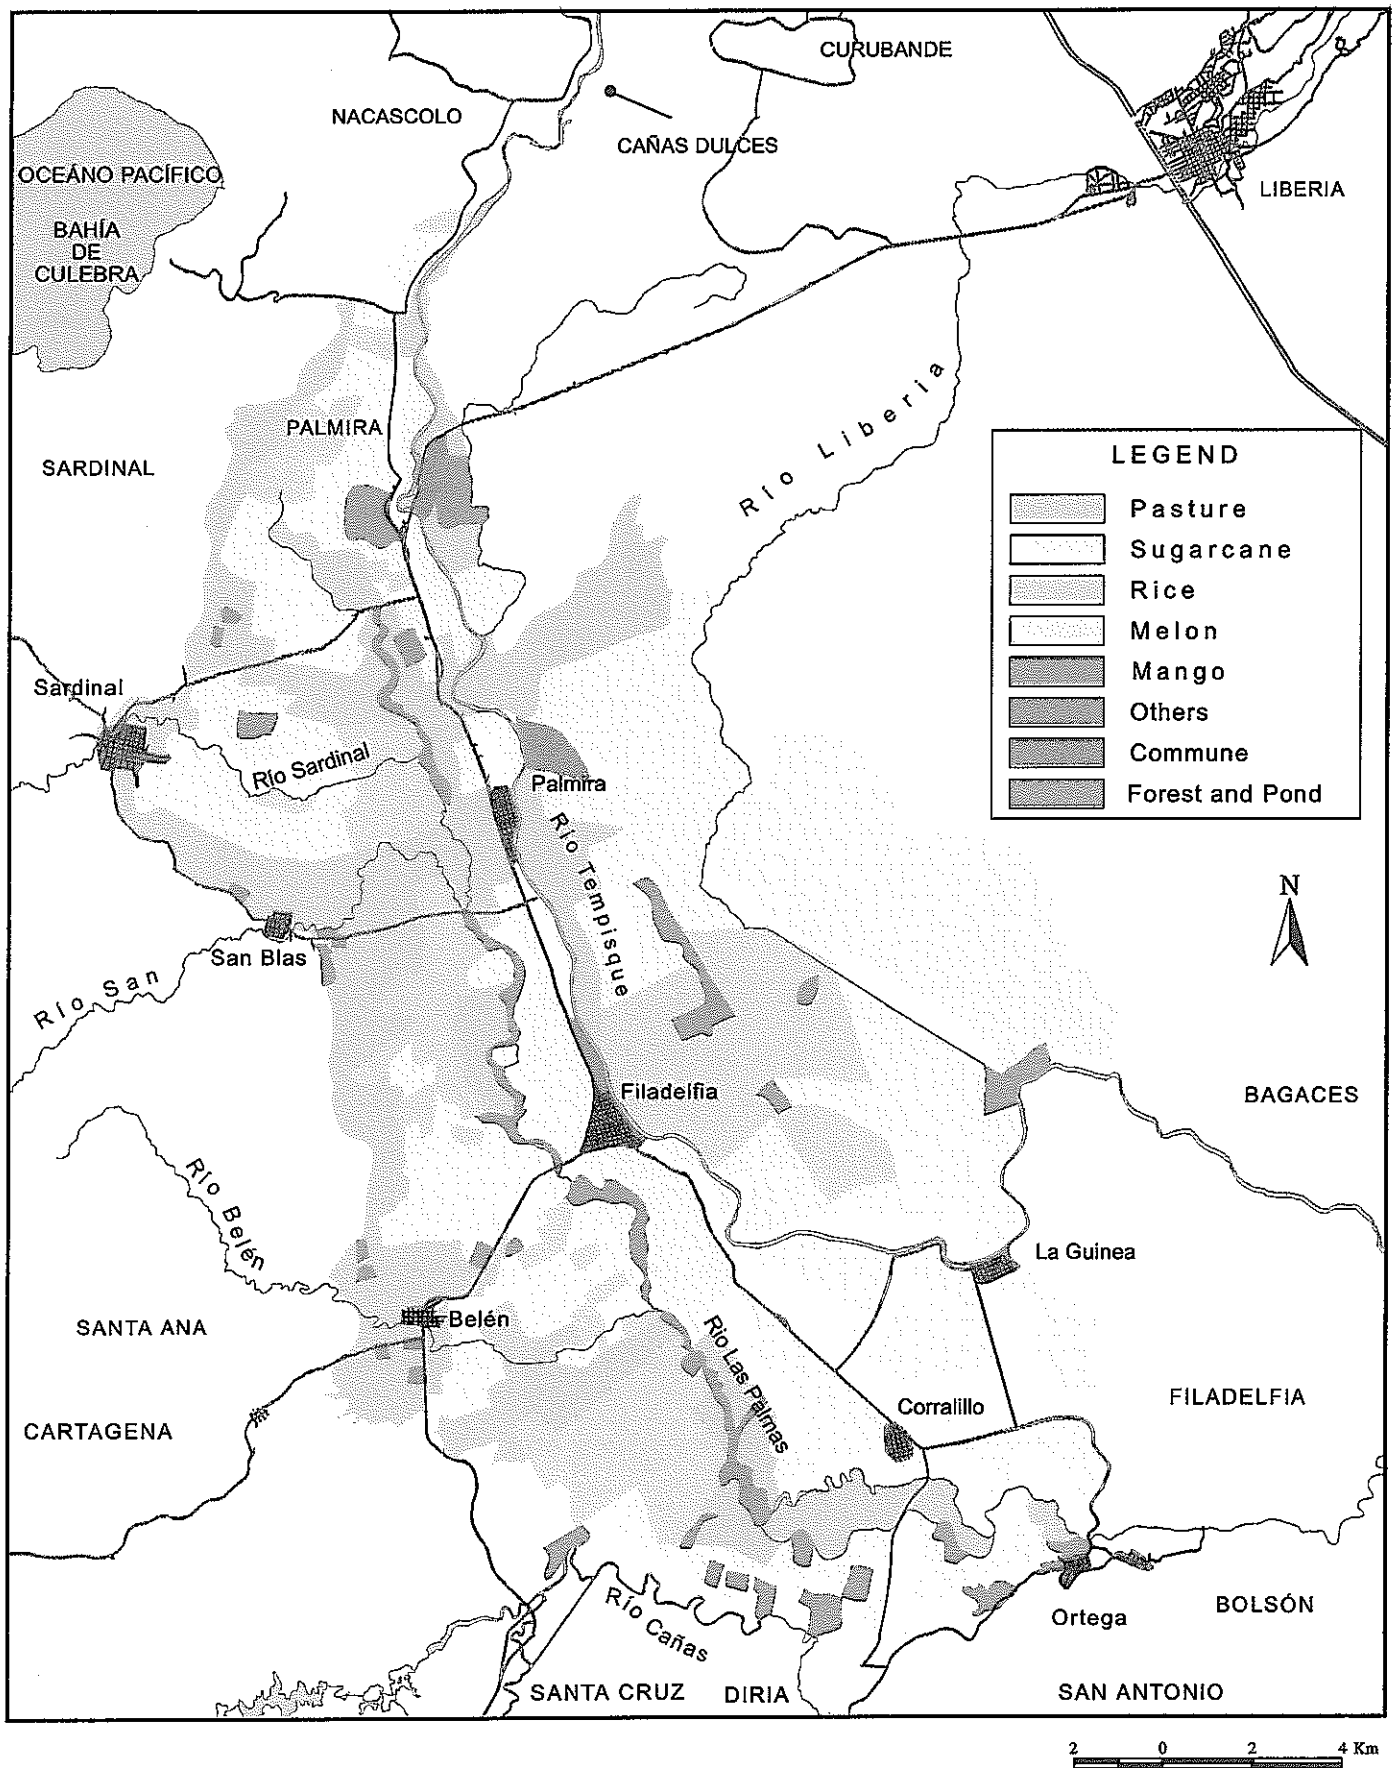 CURUBANDE
NACASCOLO
CAÑAS DULCES
OCEÁNO PACÍFICO
LIBERIA
BAHÍA
DE
CULEBRA
Río Liberia
PALMIRA
SARDINAL
LEGEND
Pasture
Sugarcane
Rice
Melon
Mango
Others
Commune
Forest and Pond
Sardinal
Río Sardinal
Palmira
Río Tempisque
N
San Blas
Río San
Filadelfia
BAGACES
Río Belén
La Guinea
Belén
SANTA ANA
Río Las Palmas
FILADELFIA
Corralillo
CARTAGENA
Río Cañas
Ortega
BOLSÓN
SANTA CRUZ
DIRIA
SAN ANTONIO
2 0 2 4 Km